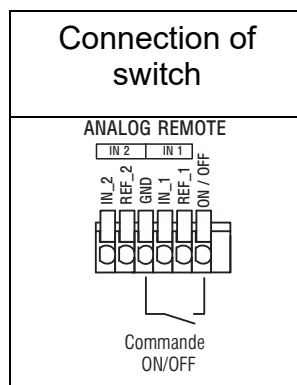 Connection of
switch
ANALOG REMOTE
IN 2 IN 1
IN_2
REF_2
GND
IN_1
REF_1
ON / OFF
Commande
ON/OFF